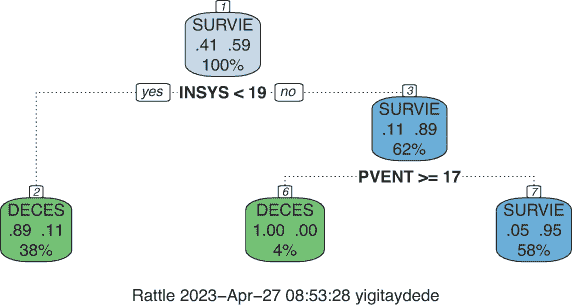 1
SURVIE
.41 .59
100%
yes INSYS < 19 no
3
SURVIE
.11 .89
62%
PVENT >= 17
2
DECES
.89 .11
38%
6
DECES
1.00 .00
4%
7
SURVIE
.05 .95
58%
Rattle 2023−Apr−27 08:53:28 yigitaydede